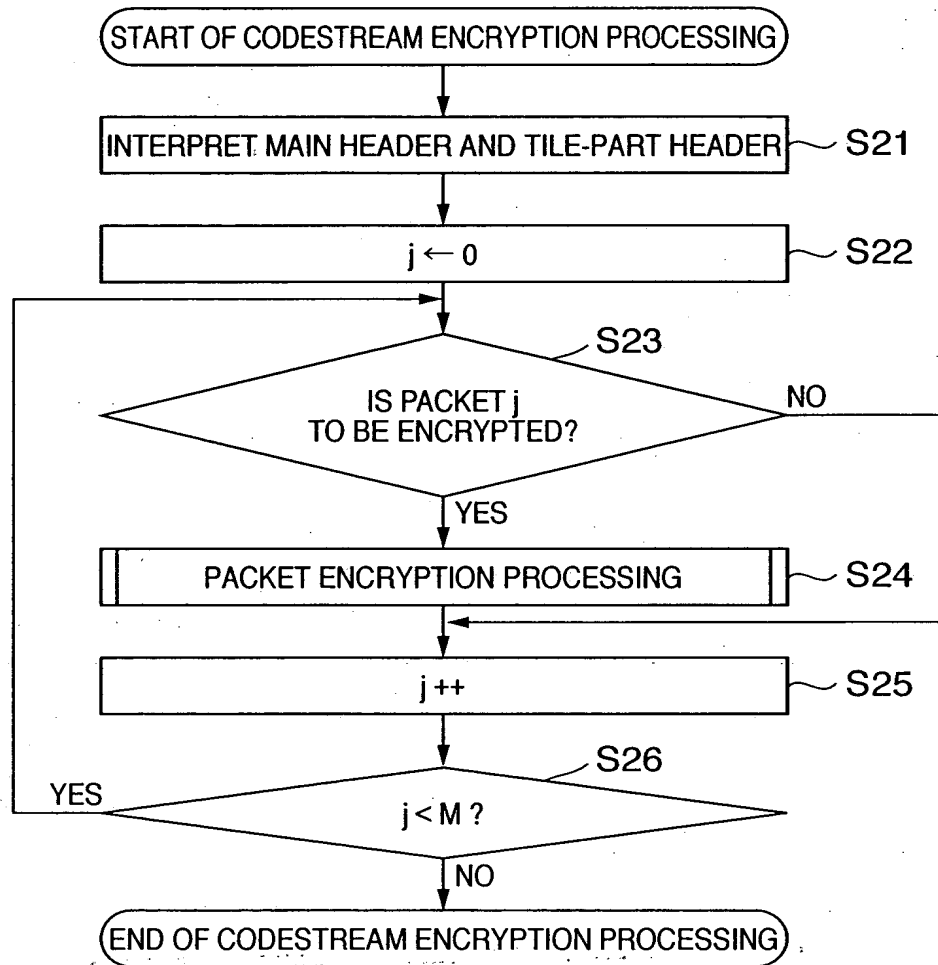 START OF CODESTREAM ENCRYPTION PROCESSING
INTERPRET MAIN HEADER AND TILE-PART HEADER
S21
j ← 0
S22
S23
IS PACKET j
TO BE ENCRYPTED?
NO
YES
PACKET ENCRYPTION PROCESSING
S24
j ++
S25
S26
YES
j < M ?
NO
END OF CODESTREAM ENCRYPTION PROCESSING